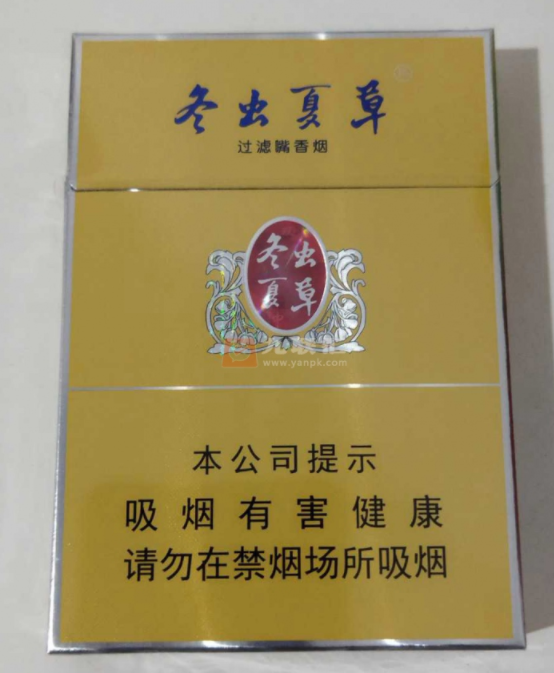 冬虫夏草
过滤嘴香烟
冬虫
夏草
www.yanpk.com
本公司提示
吸烟有害健康
请勿在禁烟场所吸烟